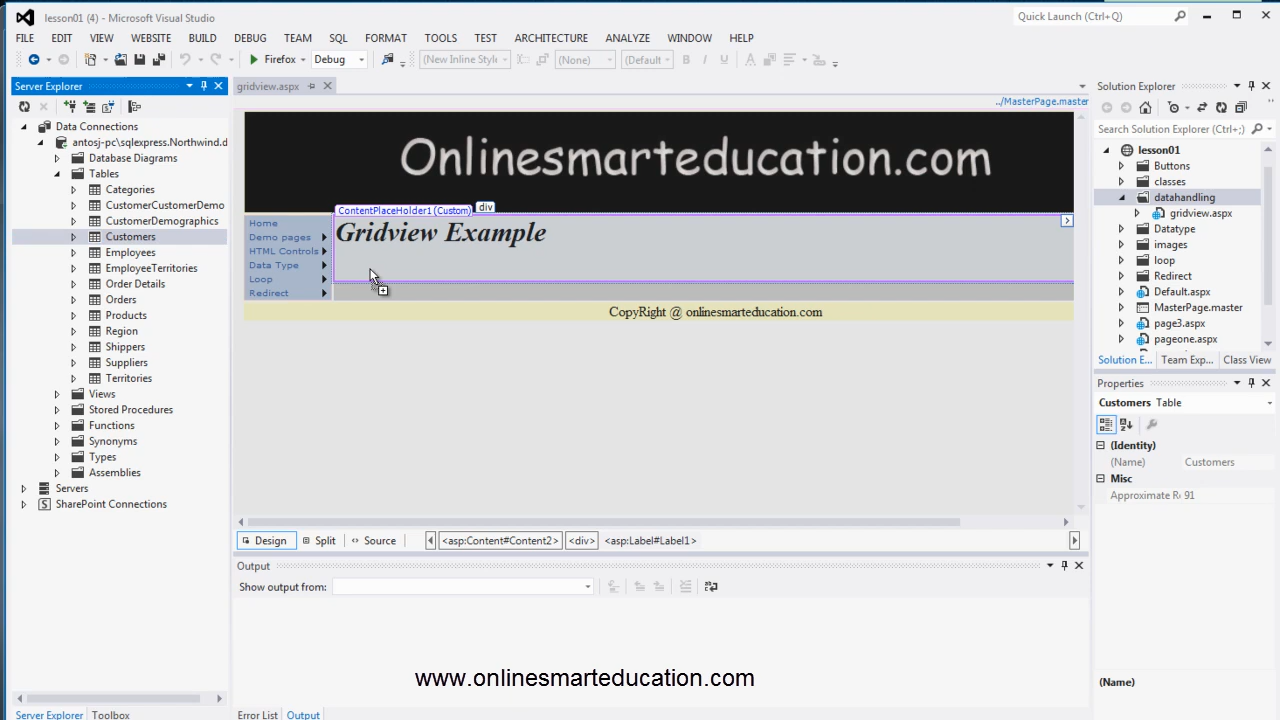 lesson01 (4) - Microsoft Visual Studio
Quick Launch (Ctrl+Q)
FILE EDIT VIEW WEBSITE BUILD DEBUG TEAM SQL FORMAT TOOLS TEST ARCHITECTURE ANALYZE WINDOW HELP
Firefox Debug (New Inline Style (None) (Default B I U A
Server Explorer
Data Connections
antosj-pc\sqlexpress.Northwind.d
Database Diagrams
Tables
Categories
CustomerCustomerDemo
CustomerDemographics
Customers
Employees
EmployeeTerritories
Order Details
Orders
Products
Region
Shippers
Suppliers
Territories
Views
Stored Procedures
Functions
Synonyms
Types
Assemblies
Servers
SharePoint Connections
Server Explorer Toolbox
gridview.aspx
../MasterPage.master
Onlinesmarteducation.com
ContentPlaceHolder1 (Custom) div
Gridview Example
Home
Demo pages
HTML Controls
Data Type
Loop
Redirect
CopyRight @ onlinesmarteducation.com
Design Split Source <asp:Content#Content2> <div> <asp:Label#Label1>
Output
Show output from:
www.onlinesmarteducation.com
Error List Output
Solution Explorer
Search Solution Explorer (Ctrl+;)
lesson01
Buttons
classes
datahandling
gridview.aspx
Datatype
images
loop
Redirect
Default.aspx
MasterPage.master
page3.aspx
pageone.aspx
Solution E... Team Exp... Class View
Properties
Customers Table
(Identity)
(Name) Customers
Misc
Approximate R 91
(Name)